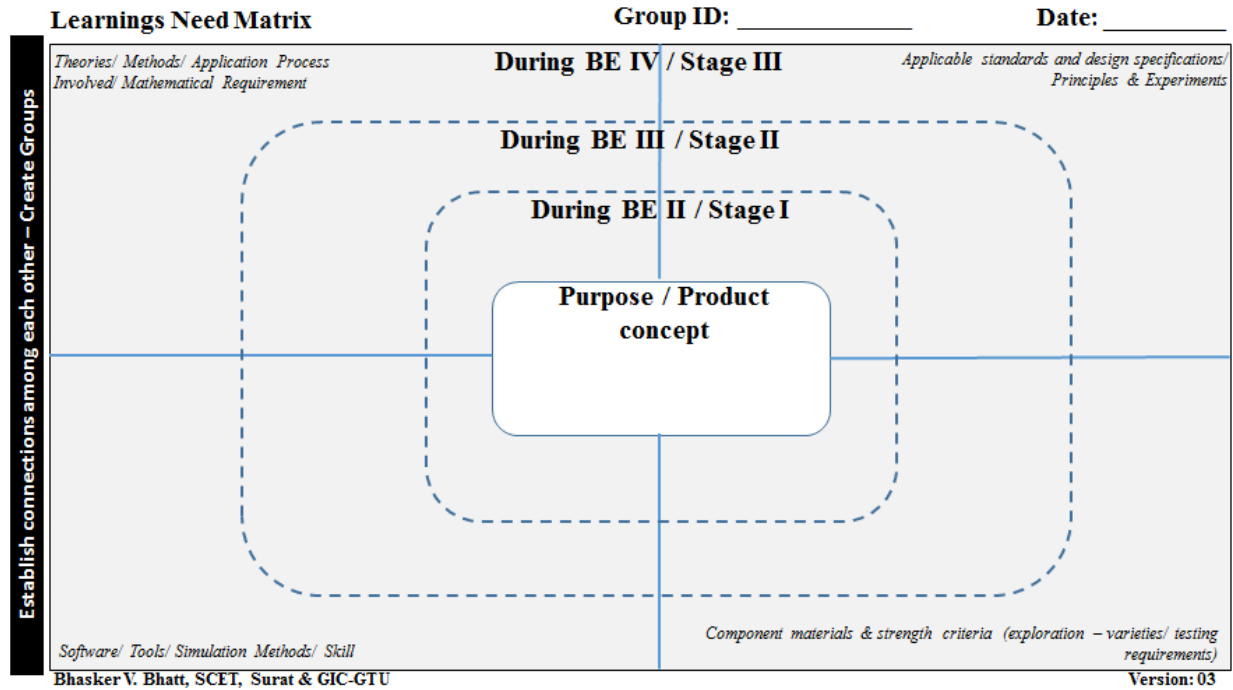 Learnings Need Matrix
Group ID: _______________
Date: ___________
Establish connections among each other – Create Groups
Theories/ Methods/ Application Process
Involved/ Mathematical Requirement
During BE IV / Stage III
Applicable standards and design specifications/
Principles & Experiments
During BE III / Stage II
During BE II / Stage I
Purpose / Product
concept
Software/ Tools/ Simulation Methods/ Skill
Component materials & strength criteria (exploration – varieties/ testing
requirements)
Bhasker V. Bhatt, SCET, Surat & GIC-GTU
Version: 03